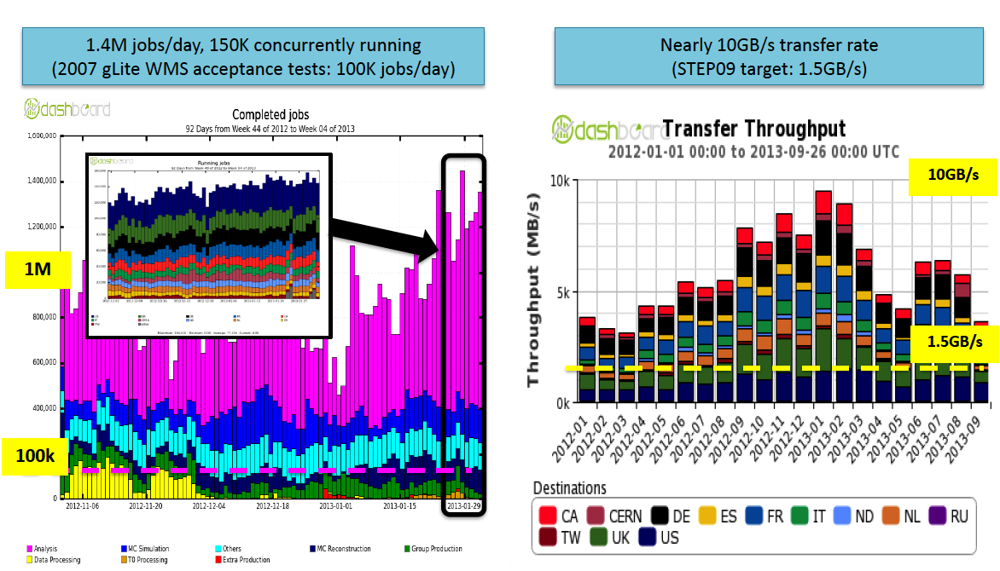 1.4M jobs/day, 150K concurrently running
(2007 gLite WMS acceptance tests: 100K jobs/day)
dashboard
Completed jobs
92 Days from Week 44 of 2012 to Week 04 of 2013
1,600,000
1,400,000
1,200,000
1M
800,000
600,000
400,000
100k
0
dashboard
Running jobs
2012-11-06
2012-11-20
2012-12-04
2012-12-18
2013-01-01
2013-01-15
2013-01-29
Analysis
MC Simulation
Others
MC Reconstruction
Group Production
Data Processing
T0 Processing
Extra Production
Nearly 10GB/s transfer rate
(STEP09 target: 1.5GB/s)
dashboard
Transfer Throughput
2012-01-01 00:00 to 2013-09-26 00:00 UTC
10GB/s
1.5GB/s
Throughput (MB/s)
10k
5k
0k
2012-01
2012-02
2012-03
2012-04
2012-05
2012-06
2012-07
2012-08
2012-09
2012-10
2012-11
2012-12
2013-01
2013-02
2013-03
2013-04
2013-05
2013-06
2013-07
2013-08
2013-09
Destinations
CA CERN DE ES FR IT ND NL RU
TW UK US